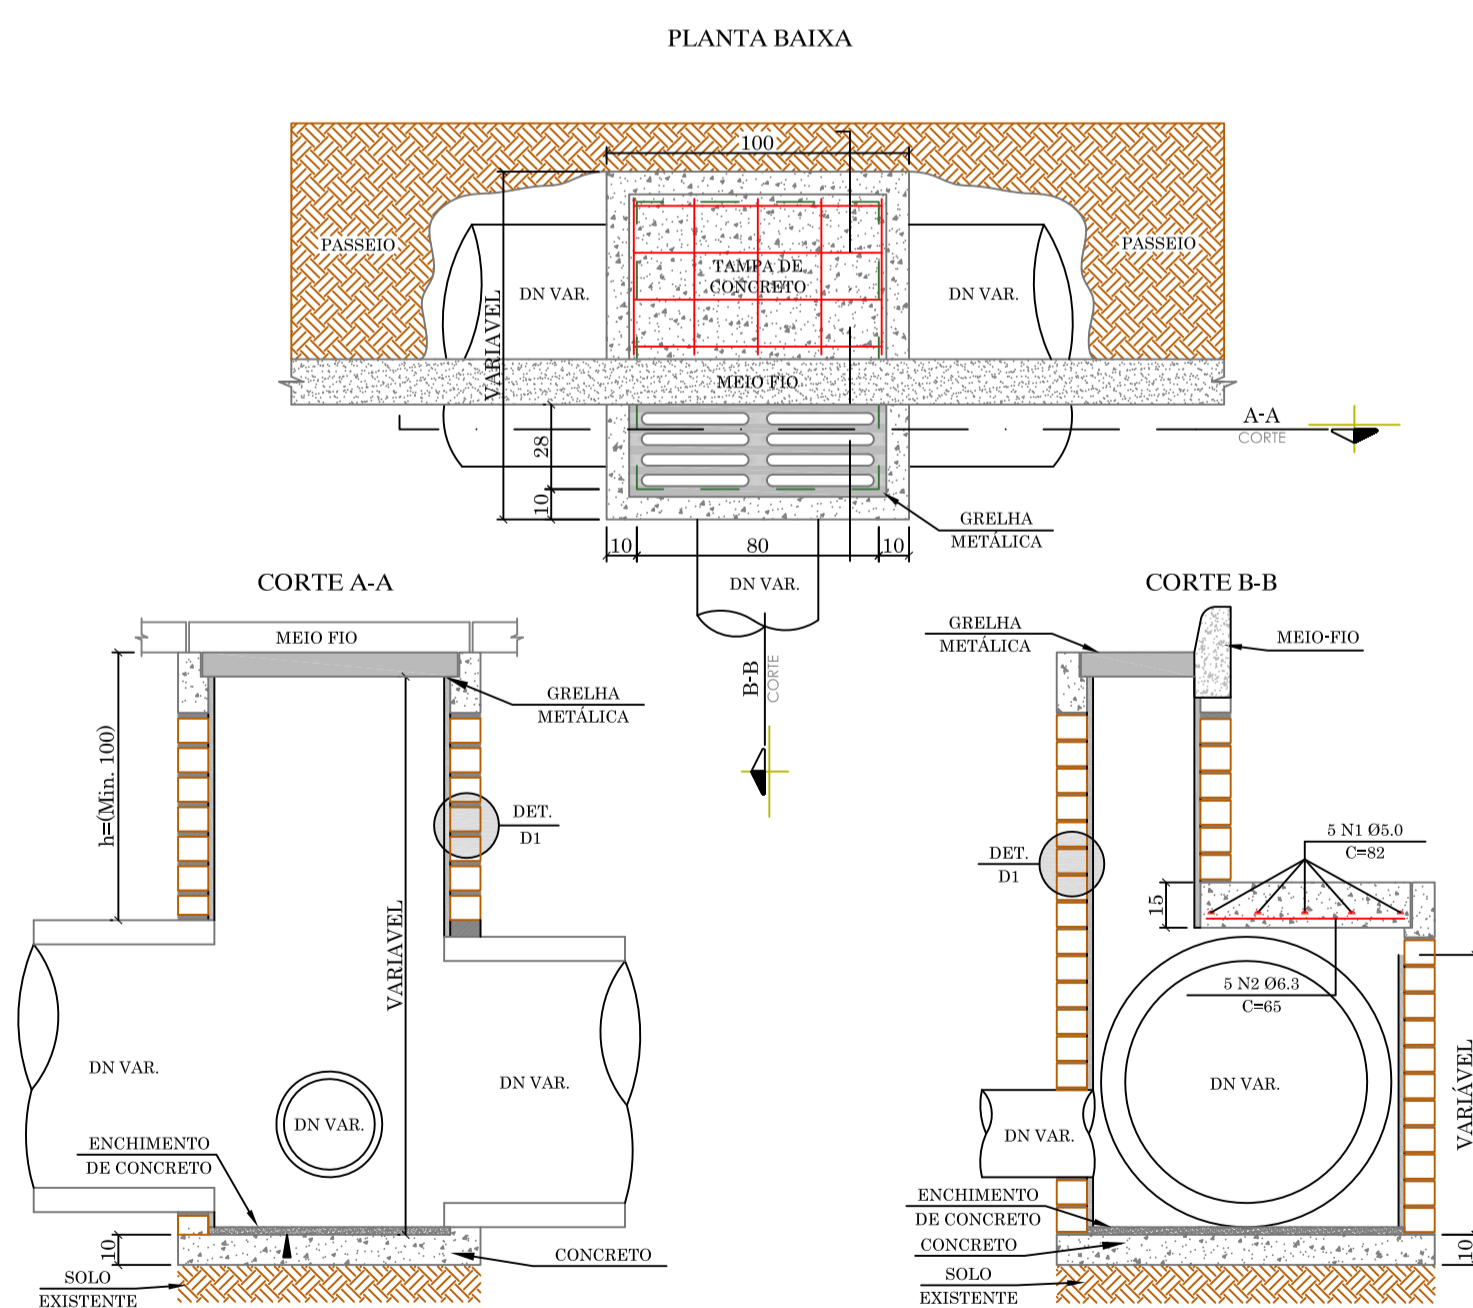 PLANTA BAIXA
100
PASSEIO
PASSEIO
DN VAR.
TAMPA DE
CONCRETO
DN VAR.
VARIAVEL
MEIO FIO
28
10
A-A
CORTE
GRELHA
METÁLICA
10
80
10
DN VAR.
B-B
CORTE
CORTE A-A
MEIO FIO
GRELHA
METÁLICA
h=(Min. 100)
DET.
D1
VARIAVEL
DN VAR.
DN VAR.
DN VAR.
ENCHIMENTO
DE CONCRETO
10
CONCRETO
SOLO
EXISTENTE
CORTE B-B
GRELHA
METÁLICA
MEIO-FIO
DET.
D1
5 N1 Ø5.0
C=82
15
5 N2 Ø6.3
C=65
DN VAR.
DN VAR.
VARIÁVEL
ENCHIMENTO
DE CONCRETO
CONCRETO
10
SOLO
EXISTENTE